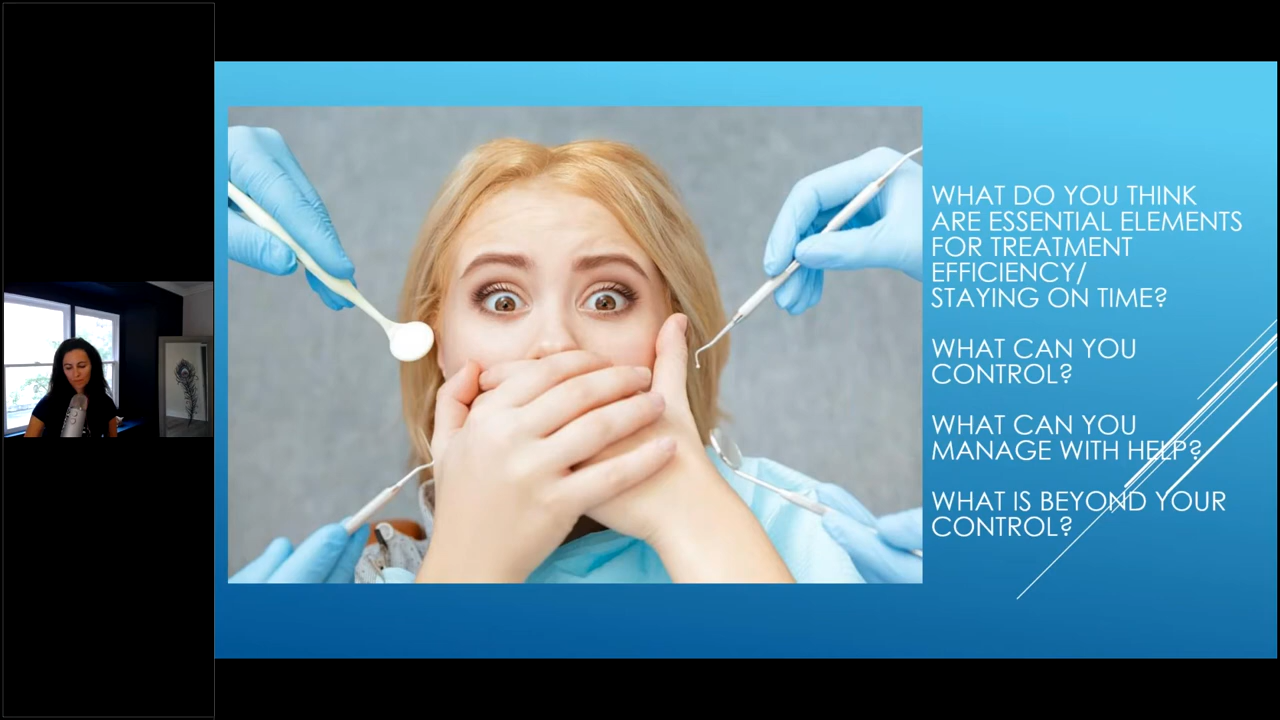 WHAT DO YOU THINK
ARE ESSENTIAL ELEMENTS
FOR TREATMENT
EFFICIENCY/
STAYING ON TIME?
WHAT CAN YOU
CONTROL?
WHAT CAN YOU
MANAGE WITH HELP?
WHAT IS BEYOND YOUR
CONTROL?